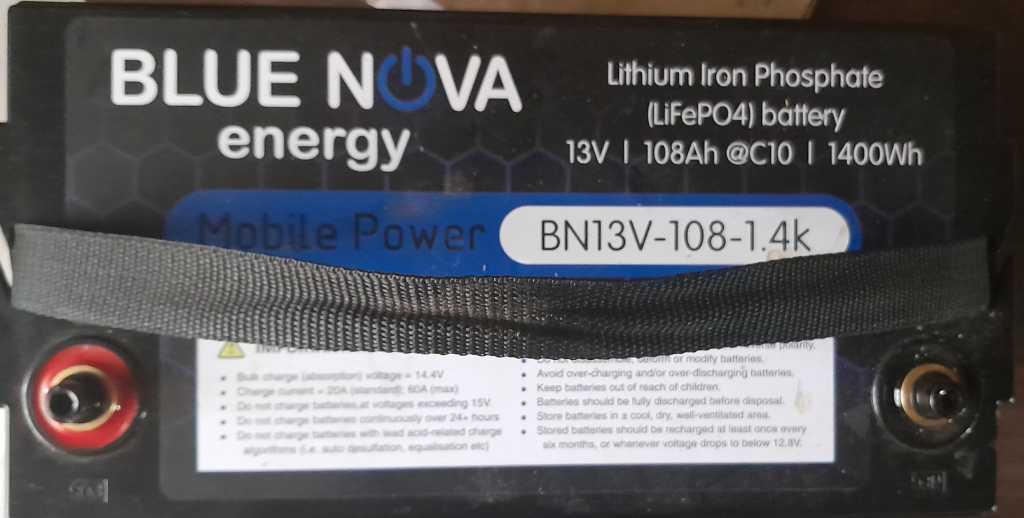 BLUE NOVA
energy
Lithium Iron Phosphate
(LiFePO4) battery
13V | 108Ah @C10 | 1400Wh
Mobile Power
BN13V-108-1.4k
• Bulk charge (absorption) voltage = 14.4V
• Charge current = 20A (standard); 60A (max)
• Do not charge batteries at voltages exceeding 15V.
• Do not charge batteries continuously over 24+ hours
• Do not charge batteries with lead acid-related charge
algorithms (i.e. auto desulfation, equalisation etc)
polarity.
or modify batteries.
• Avoid over-charging and/or over-discharging batteries.
• Keep batteries out of reach of children.
• Batteries should be fully discharged before disposal.
• Store batteries in a cool, dry, well-ventilated area.
• Stored batteries should be recharged at least once every
six months, or whenever voltage drops to below 12.8V.